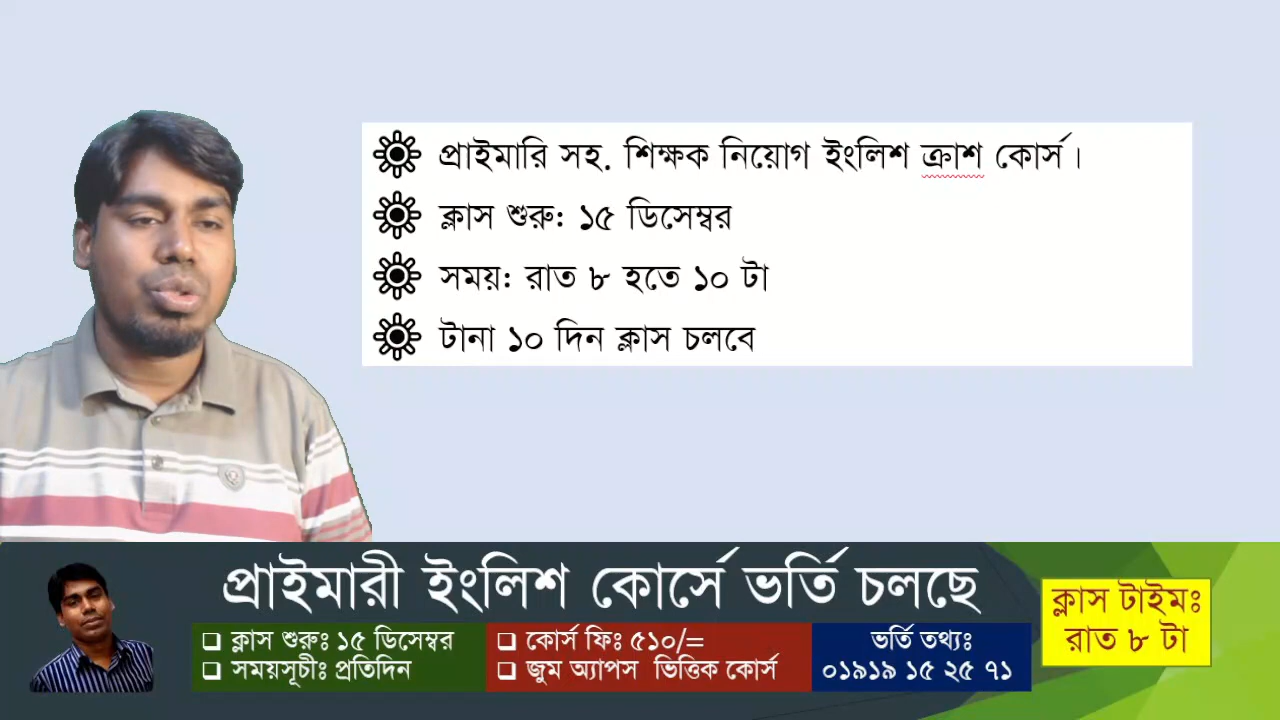 প্রাইমারি সহ. শিক্ষক নিয়োগ ইংলিশ ক্রাশ কোর্স।
ক্লাস শুরু: ১৫ ডিসেম্বর
সময়: রাত ৮ হতে ১০ টা
টানা ১০ দিন ক্লাস চলবে
প্রাইমারী ইংলিশ কোর্সে ভর্তি চলছে
ক্লাস শুরুঃ ১৫ ডিসেম্বর
সময়সূচীঃ প্রতিদিন
কোর্স ফিঃ ৫১০/=
জুম অ্যাপস ভিত্তিক কোর্স
ভর্তি তথ্যঃ
০১৯১৯ ১৫ ২৫ ৭১
ক্লাস টাইমঃ
রাত ৮ টা